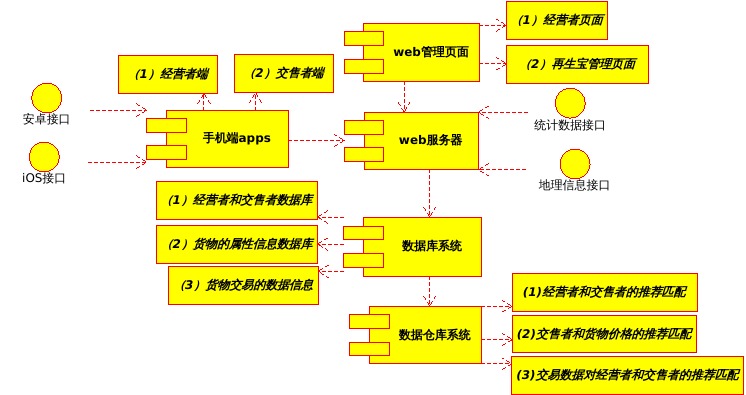 （1）经营者页面
web管理页面
（2）再生宝管理页面
（1）经营者端
（2）交售者端
安卓接口
手机端apps
web服务器
统计数据接口
iOS接口
地理信息接口
（1）经营者和交售者数据库
（2）货物的属性信息数据库
（3）货物交易的数据信息
数据库系统
数据仓库系统
(1)经营者和交售者的推荐匹配
(2)交售者和货物价格的推荐匹配
(3)交易数据对经营者和交售者的推荐匹配